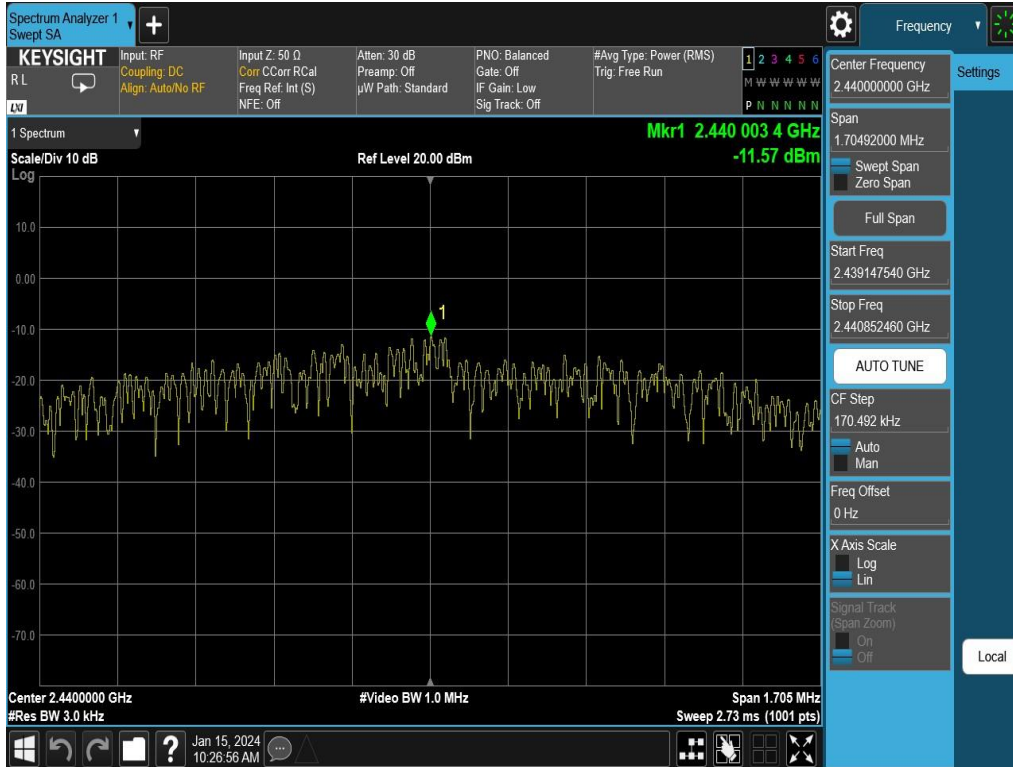 Spectrum Analyzer 1
Swept SA
Frequency
KEYSIGHT
R L
LXI
Input: RF
Coupling: DC
Align: Auto/No RF
Input Z: 50 Ω
Corr CCorr RCal
Freq Ref: Int (S)
NFE: Off
Atten: 30 dB
Preamp: Off
µW Path: Standard
PNO: Balanced
Gate: Off
IF Gain: Low
Sig Track: Off
#Avg Type: Power (RMS)
Trig: Free Run
1 2 3 4 5 6
M W W W W W
P N N N N N
1 Spectrum
Scale/Div 10 dB
Log
Ref Level 20.00 dBm
Mkr1 2.440 003 4 GHz
-11.57 dBm
1
10.0
0.00
-10.0
-20.0
-30.0
-40.0
-50.0
-60.0
-70.0
Center 2.4400000 GHz
#Res BW 3.0 kHz
#Video BW 1.0 MHz
Span 1.705 MHz
Sweep 2.73 ms (1001 pts)
Jan 15, 2024
10:26:56 AM
?
Center Frequency
2.440000000 GHz
Settings
Span
1.70492000 MHz
Swept Span
Zero Span
Full Span
Start Freq
2.439147540 GHz
Stop Freq
2.440852460 GHz
AUTO TUNE
CF Step
170.492 kHz
Auto
Man
Freq Offset
0 Hz
X Axis Scale
Log
Lin
Signal Track
(Span Zoom)
On
Off
Local